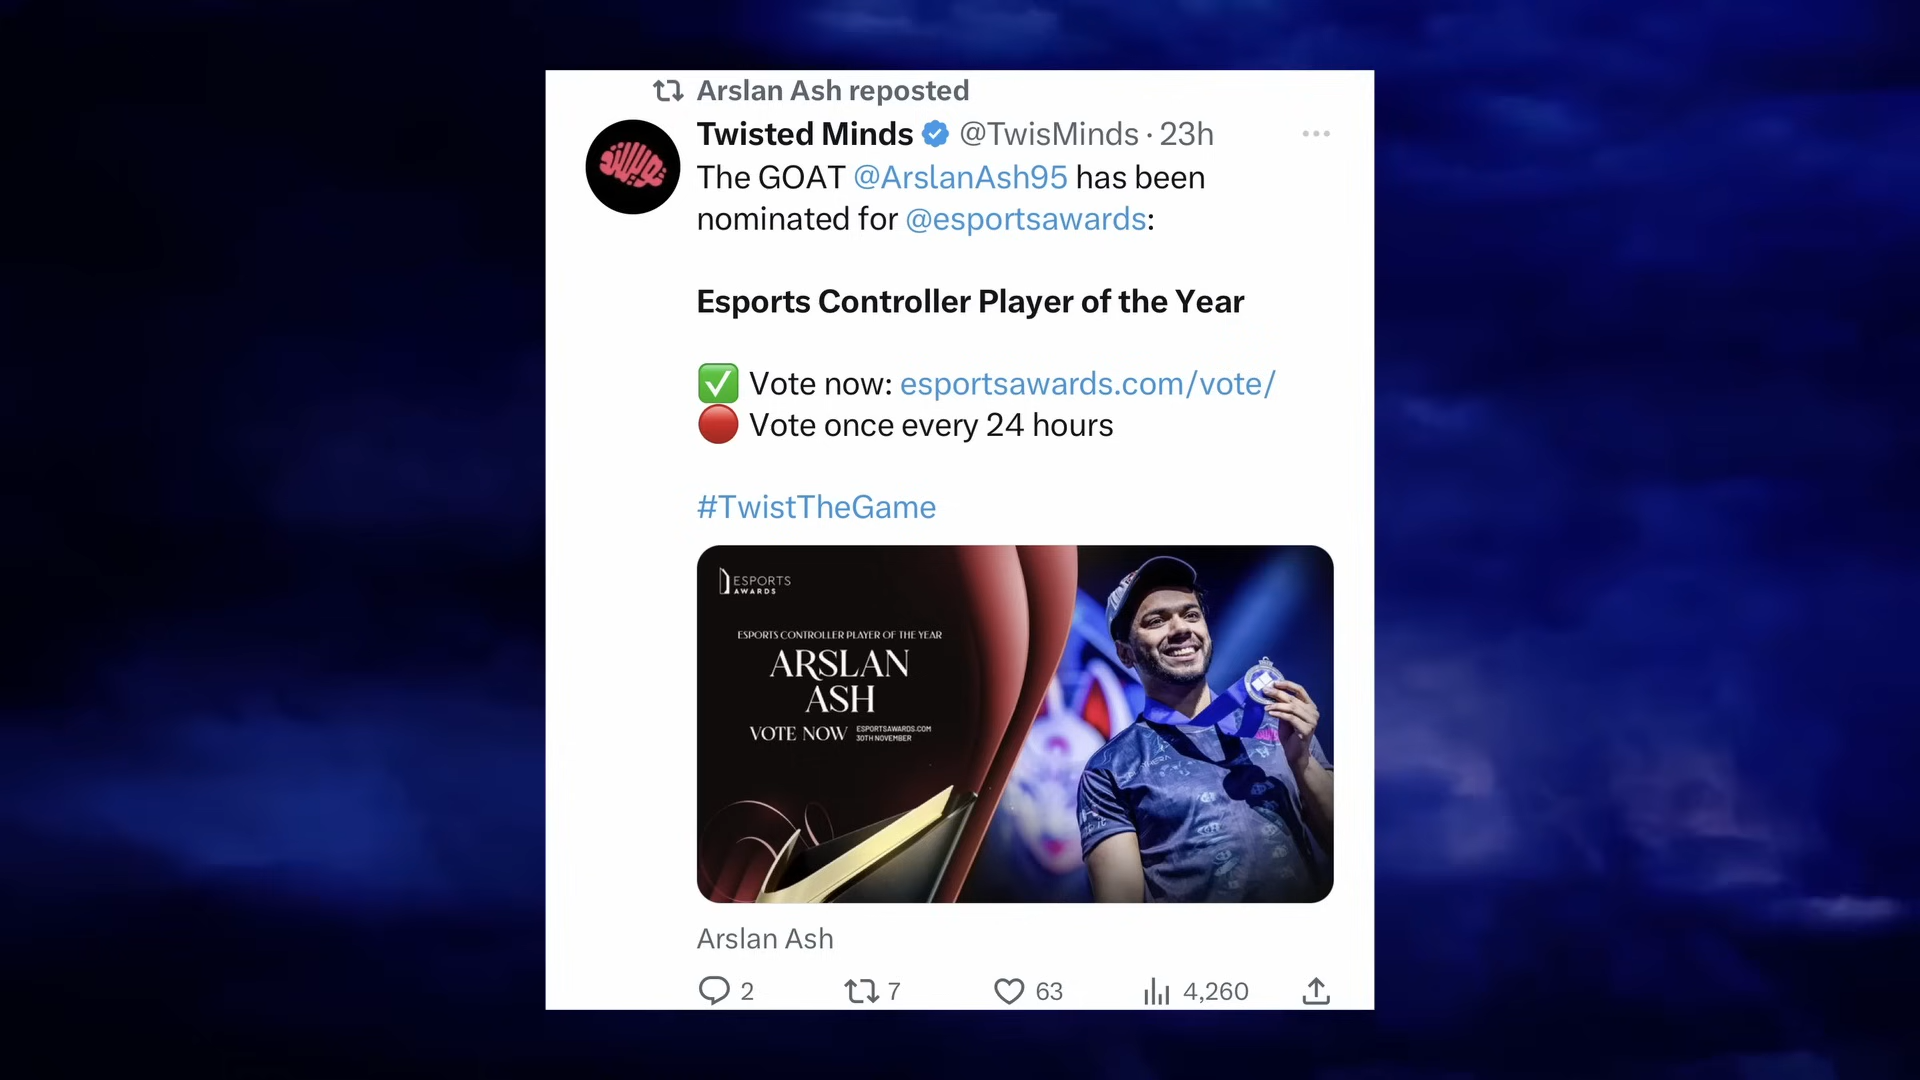 Arslan Ash reposted
Twisted Minds @TwisMinds · 23h
The GOAT @ArslanAsh95 has been
nominated for @esportsawards:
Esports Controller Player of the Year
✅ Vote now: esportsawards.com/vote/
🔴 Vote once every 24 hours
#TwistTheGame
ESPORTS
AWARDS
ESPORTS CONTROLLER PLAYER OF THE YEAR
ARSLAN
ASH
VOTE NOW
ESPORTSAWARDS.COM
30TH NOVEMBER
Arslan Ash
2 7 63 4,260